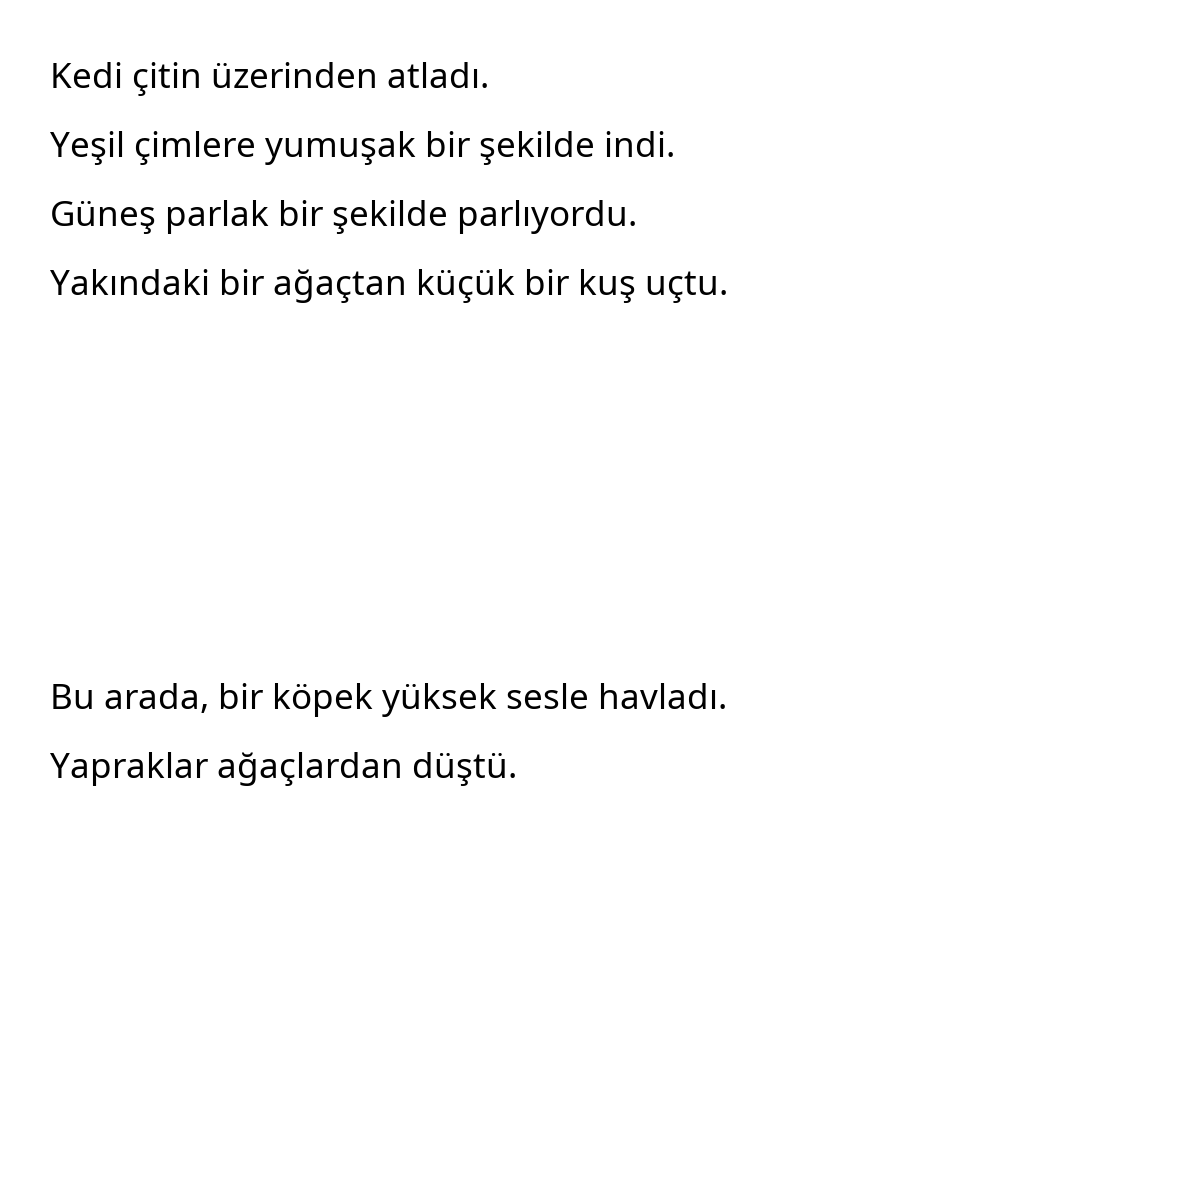 Kedi çitin üzerinden atladı.
Yeşil çimlere yumuşak bir şekilde indi.
Güneş parlak bir şekilde parlıyordu.
Yakındaki bir ağaçtan küçük bir kuş uçtu.
Bu arada, bir köpek yüksek sesle havladı.
Yapraklar ağaçlardan düştü.